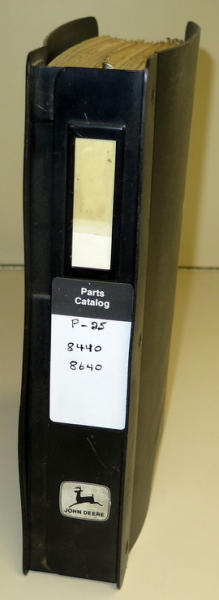 Parts
Catalog
P-25
8440
8640
JOHN DEERE